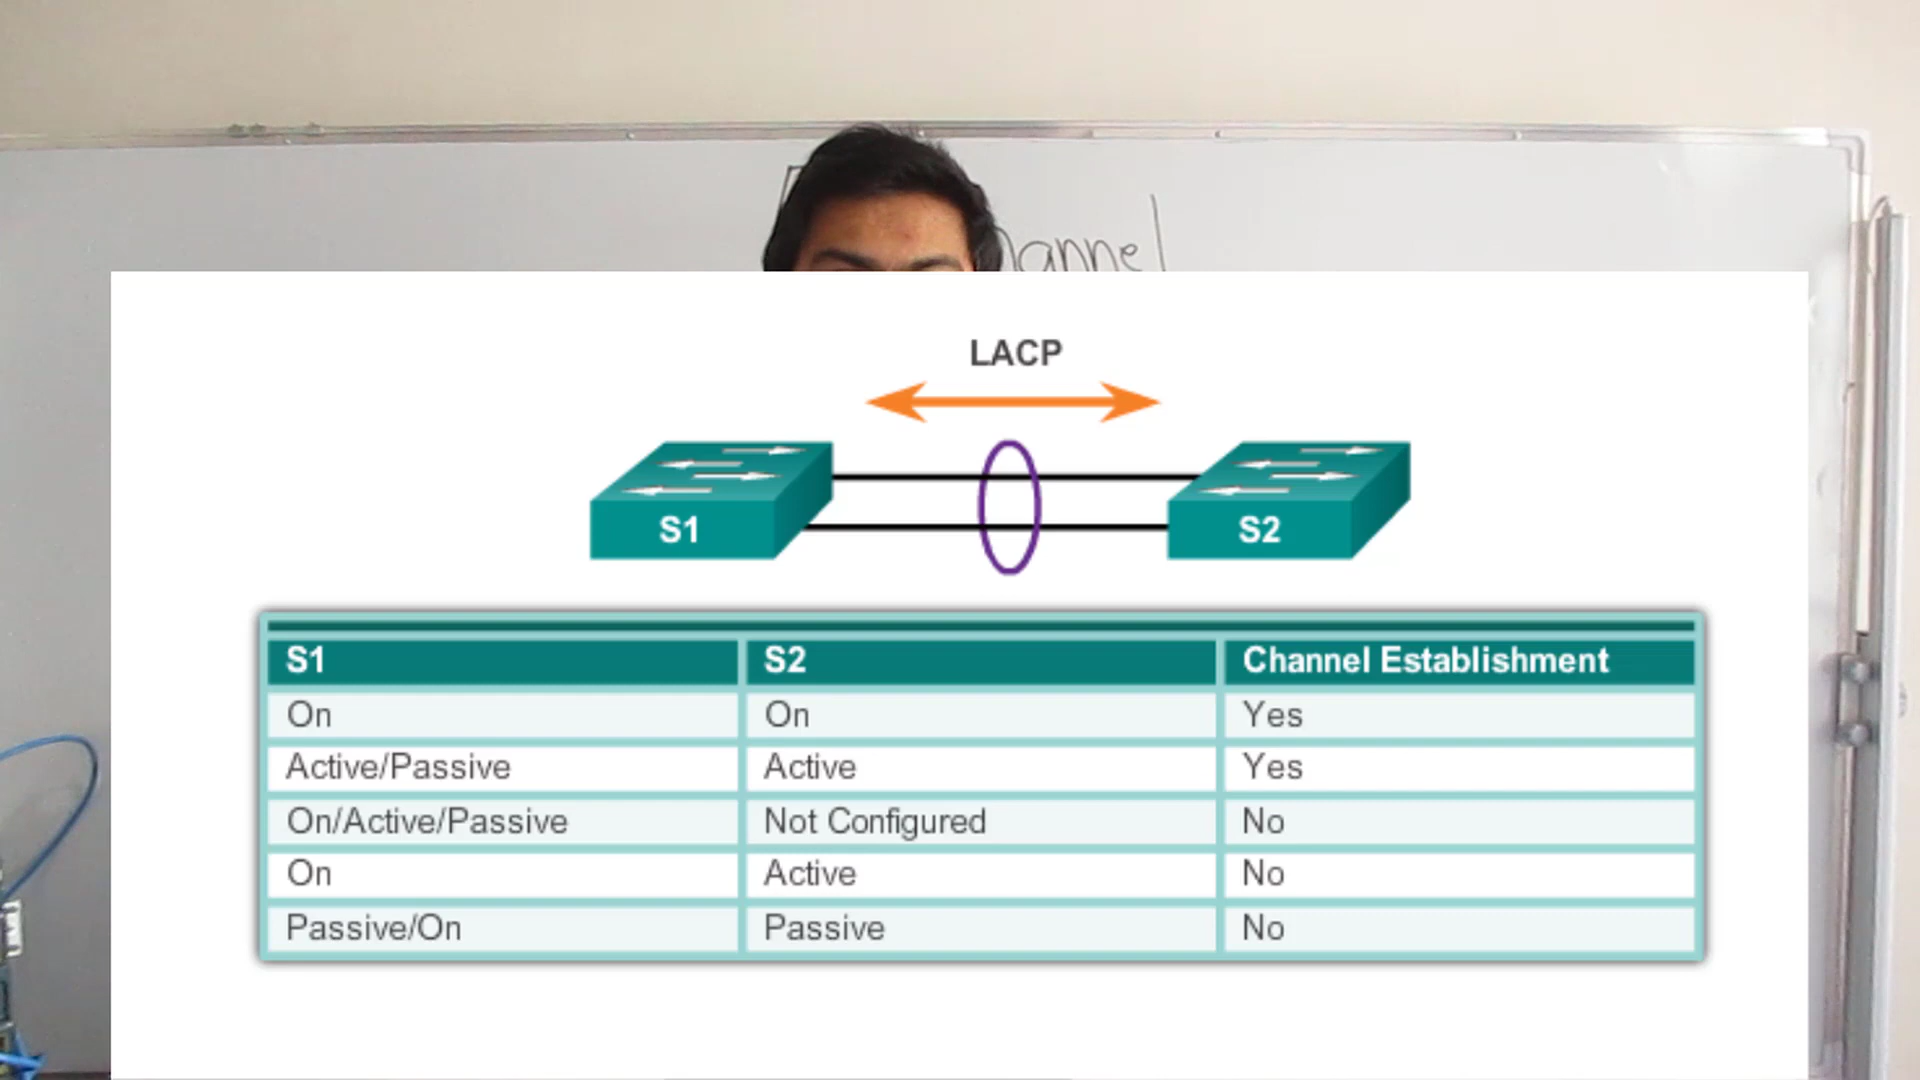 annel
LACP
S1
S2
S1 S2 Channel Establishment
On On Yes
Active/Passive Active Yes
On/Active/Passive Not Configured No
On Active No
Passive/On Passive No